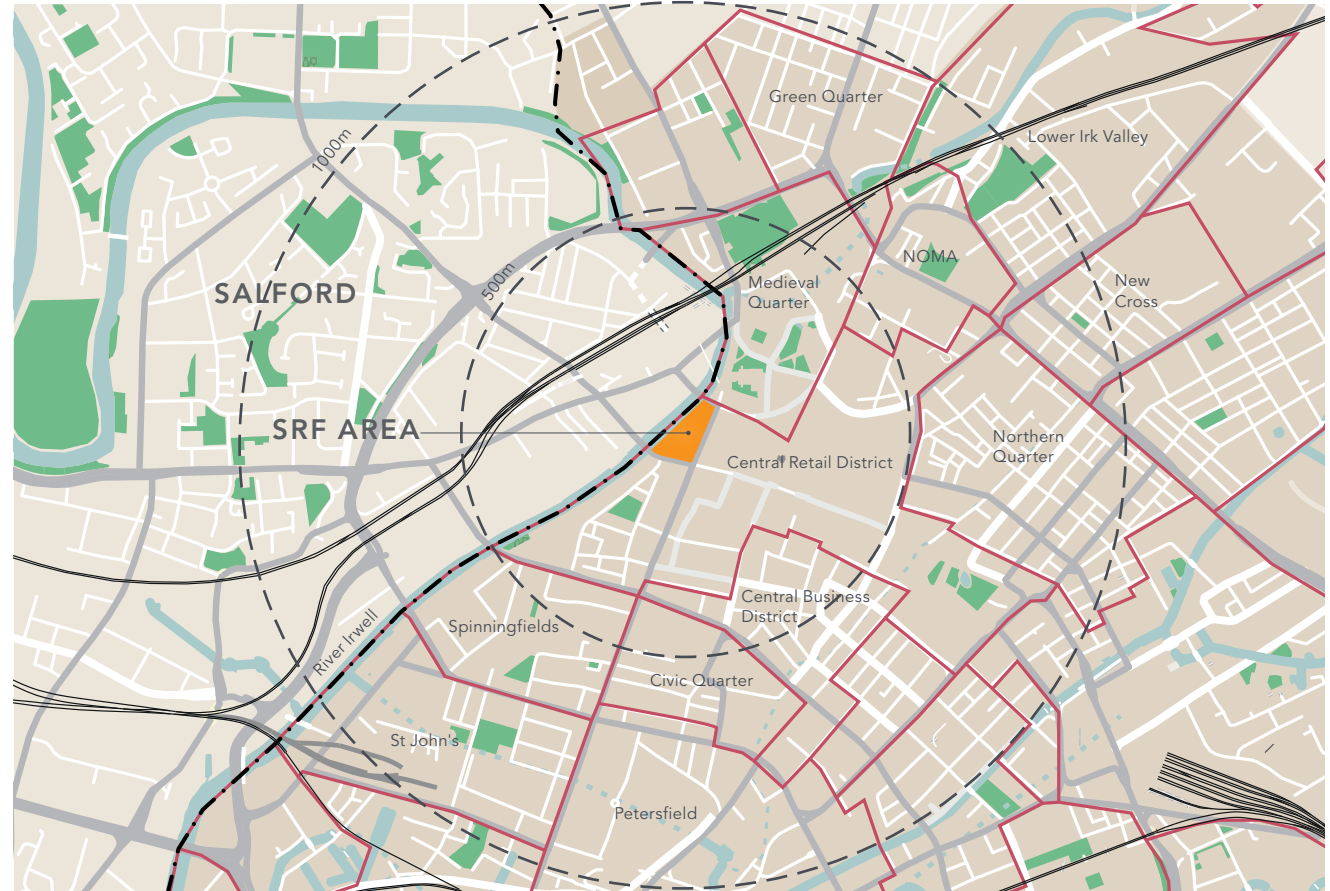 Green Quarter
Lower Irk Valley
1000m
NOMA
500m
Medieval
Quarter
New
Cross
SALFORD
SRF AREA
Northern
Quarter
Central Retail District
Central Business
District
Spinningfields
River Irwell
Civic Quarter
St John's
Petersfield